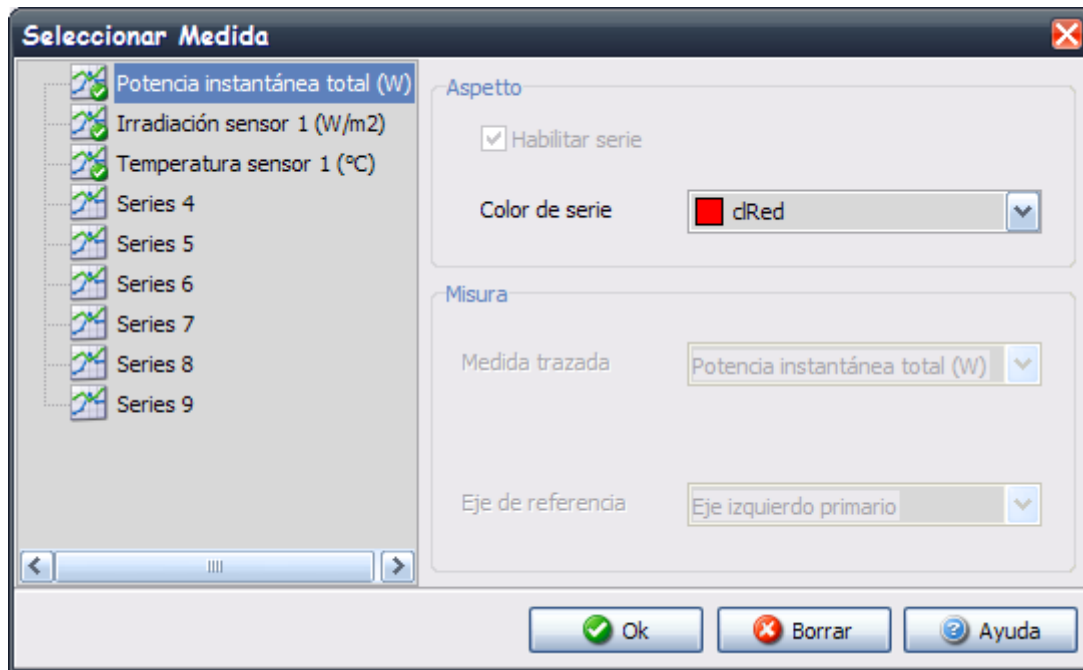 Seleccionar Medida
Potencia instantánea total (W)
Irradiación sensor 1 (W/m2)
Temperatura sensor 1 (ºC)
Series 4
Series 5
Series 6
Series 7
Series 8
Series 9
Aspetto
Habilitar serie
Color de serie
clRed
Misura
Medida trazada
Potencia instantánea total (W)
Eje de referencia
Eje izquierdo primario
Ok
Borrar
Ayuda